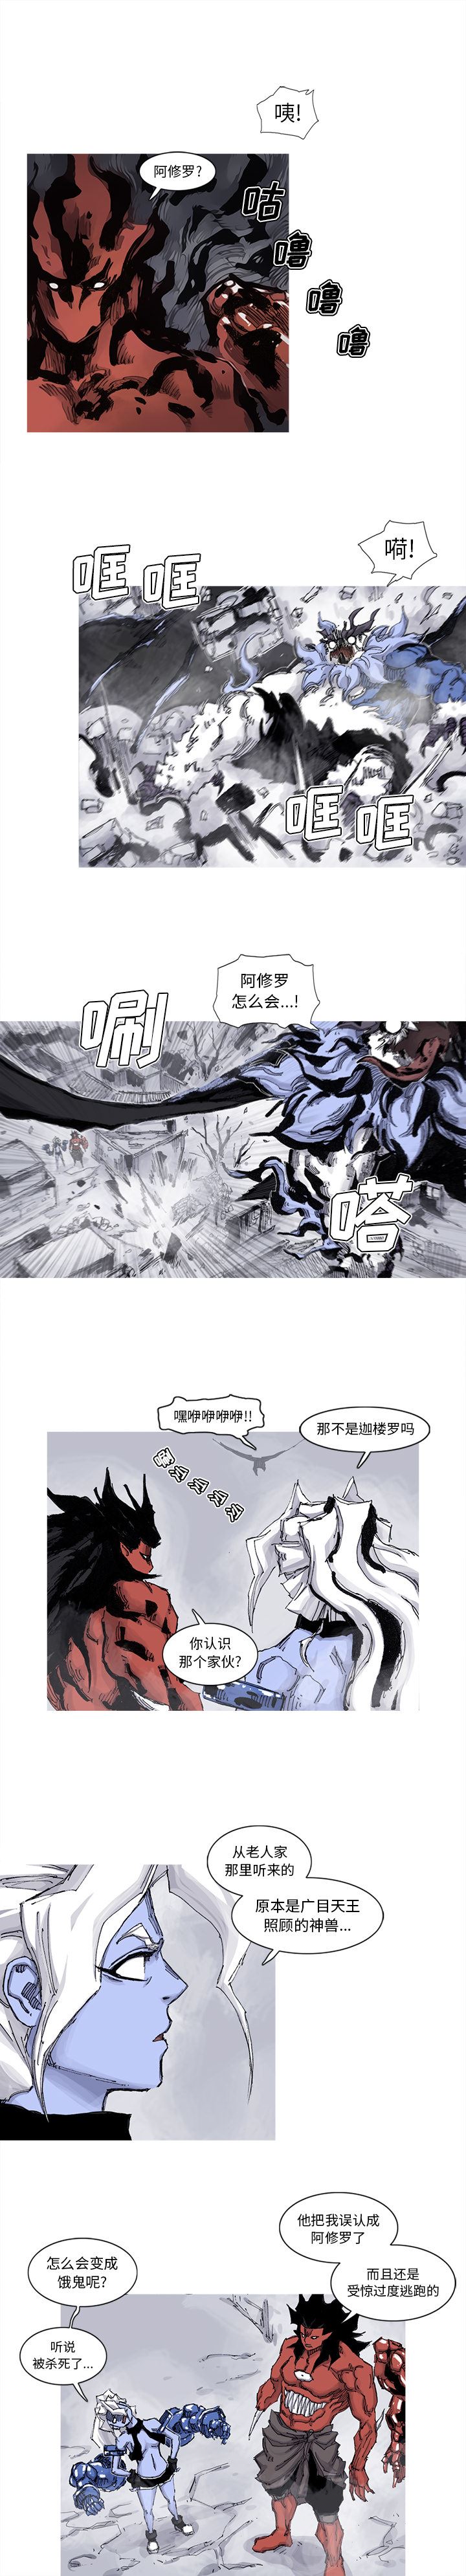 咦!
阿修罗?
咕
噜
噜
噜
嗬!
哐 哐
哐 哐
阿修罗
怎么会...!
唰
嗒
嘿咿咿咿咿!!
那不是迦楼罗吗
你认识
那个家伙?
从老人家
那里听来的
原本是广目天王
照顾的神兽...
他把我误认成
阿修罗了
而且还是
受惊过度逃跑的
怎么会变成
饿鬼呢?
听说
被杀死了...